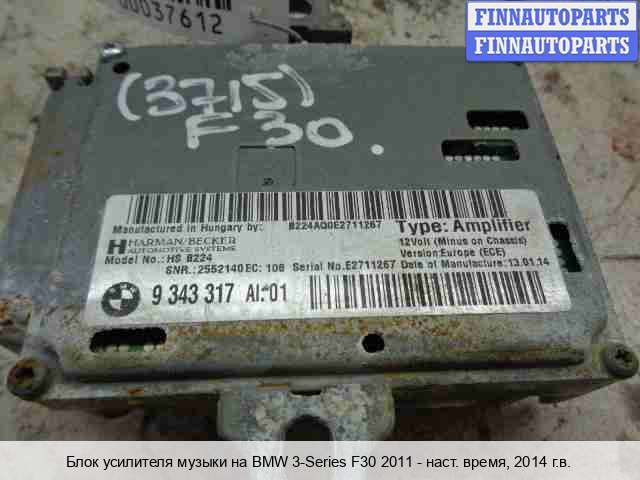 FINNAUTOPARTS
FINNAUTOPARTS
00037612
(3715)
F30.
Manufactured in Hungary by:
B224AQ0E2711267
Type: Amplifier
HARMAN/BECKER
AUTOMOTIVE SYSTEMS
12Volt (Minus on Chassis)
Model No.: HS B224
Version:Europe (ECE)
SNR.: 2552140 EC: 108
Serial No.E2711267
Date of Manufacture:13.01.14
BMW
9 343 317 AI.:01
Блок усилителя музыки на BMW 3-Series F30 2011 - наст. время, 2014 г.в.